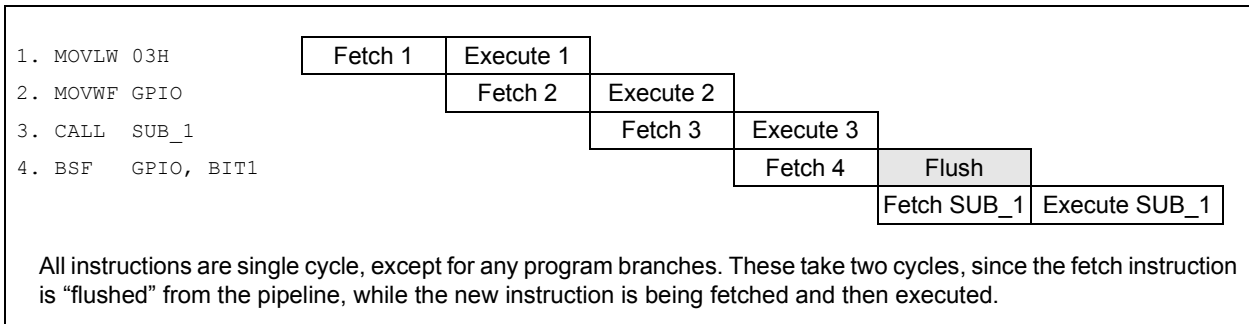 1. MOVLW 03H Fetch 1 Execute 1
2. MOVWF GPIO Fetch 2 Execute 2
3. CALL SUB_1 Fetch 3 Execute 3
4. BSF GPIO, BIT1 Fetch 4 Flush
Fetch SUB_1 Execute SUB_1
All instructions are single cycle, except for any program branches. These take two cycles, since the fetch instruction
is “flushed” from the pipeline, while the new instruction is being fetched and then executed.